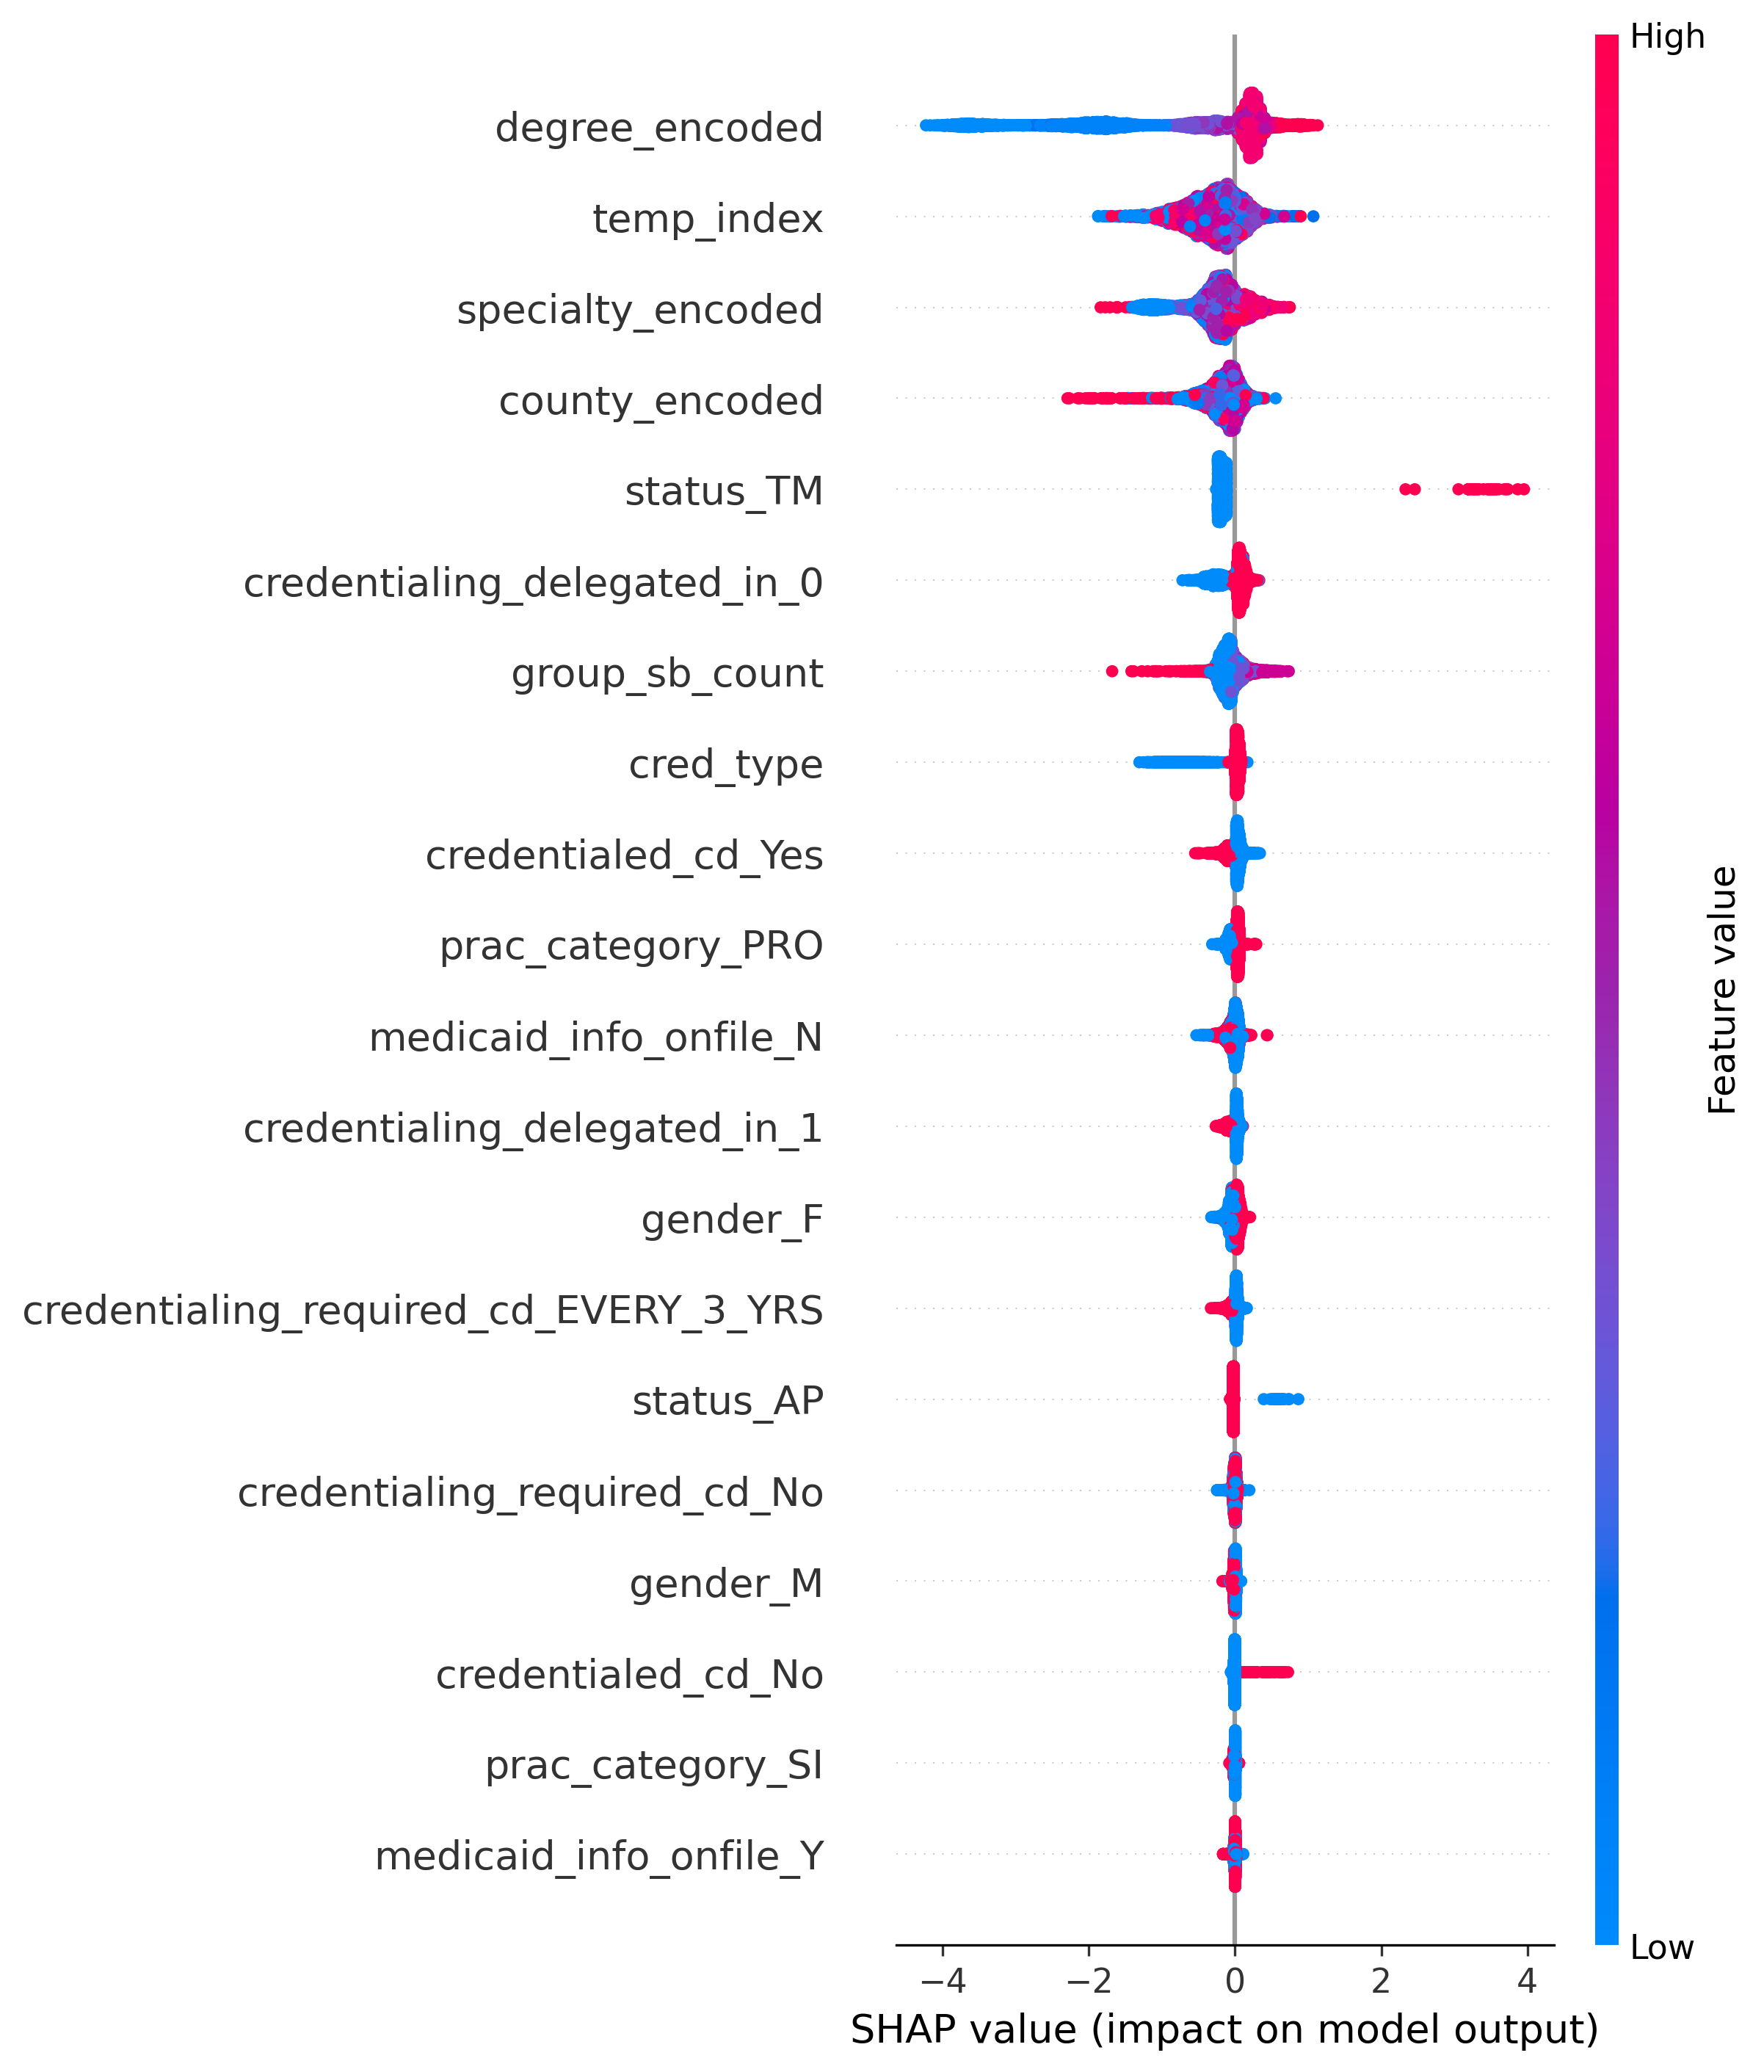 High
degree_encoded
temp_index
specialty_encoded
county_encoded
status_TM
credentialing_delegated_in_0
group_sb_count
cred_type
credentialed_cd_Yes
prac_category_PRO
medicaid_info_onfile_N
credentialing_delegated_in_1
gender_F
credentialing_required_cd_EVERY_3_YRS
status_AP
credentialing_required_cd_No
gender_M
credentialed_cd_No
prac_category_SI
medicaid_info_onfile_Y
Feature value
Low
−4 −2 0 2 4
SHAP value (impact on model output)